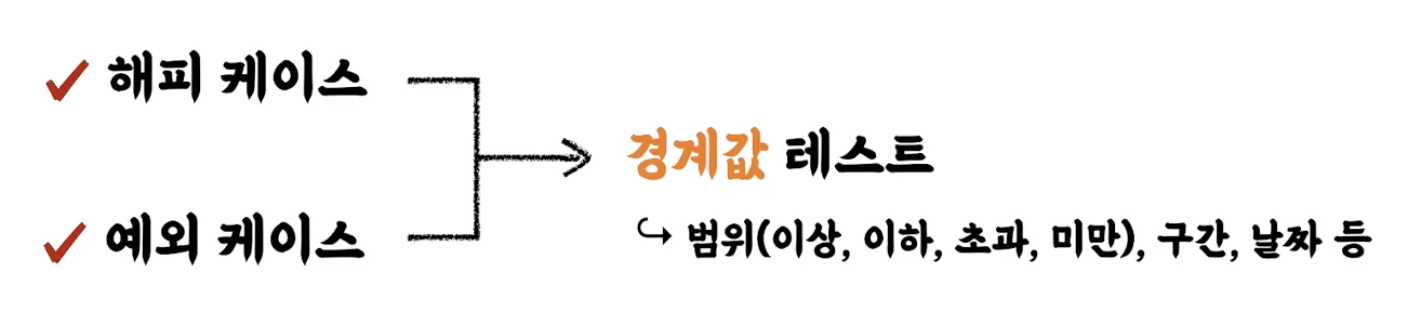 해피 케이스
예외 케이스
경계값 테스트
범위(이상, 이하, 초과, 미만), 구간, 날짜 등